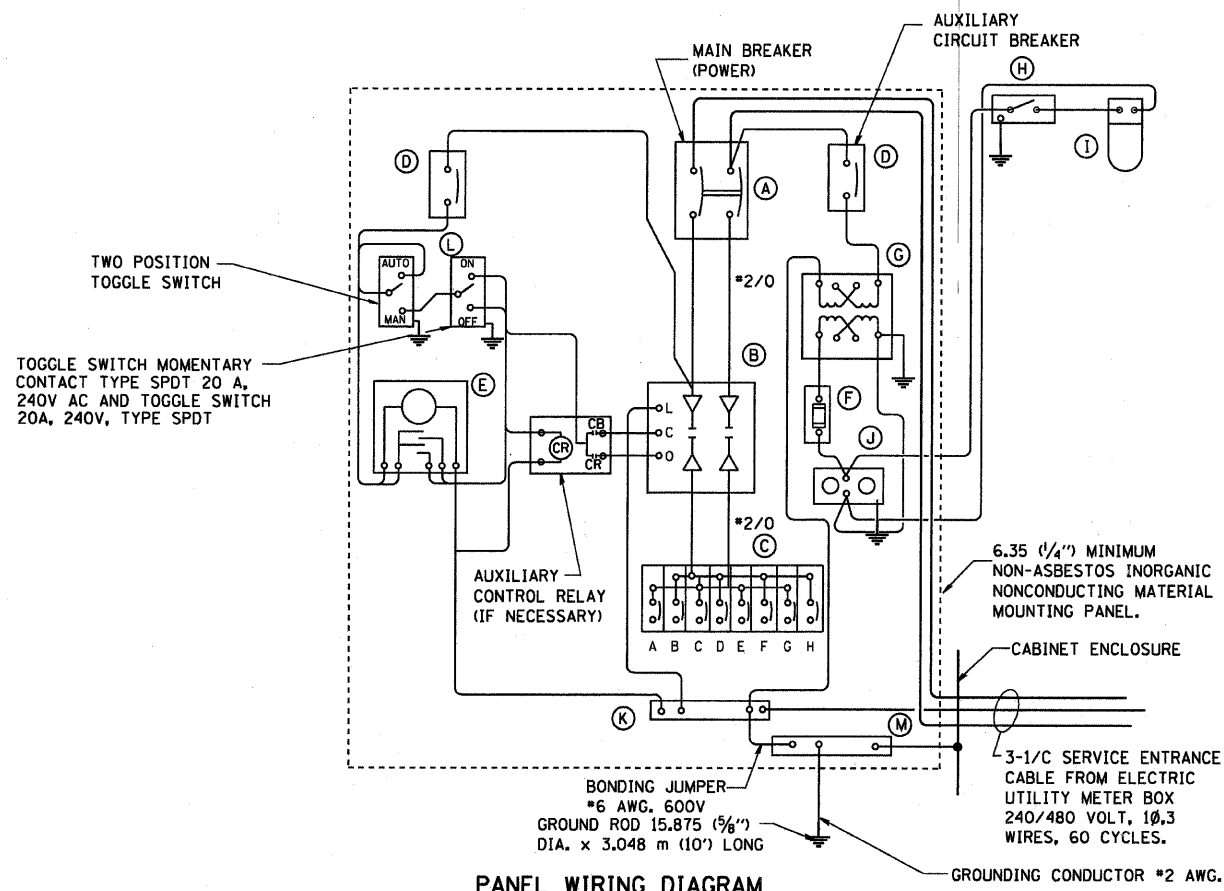 AUXILIARY
CIRCUIT BREAKER
MAIN BREAKER
(POWER)
H
I
D
A
D
L
G
TWO POSITION
TOGGLE SWITCH
AUTO
MAN
ON
OFF
#2/0
B
TOGGLE SWITCH MOMENTARY
CONTACT TYPE SPDT 20 A,
240V AC AND TOGGLE SWITCH
20A, 240V, TYPE SPDT
E
L
C
O
CB
CR
CR
F
J
#2/0
C
AUXILIARY
CONTROL RELAY
(IF NECESSARY)
6.35 (1/4") MINIMUM
NON-ASBESTOS INORGANIC
NONCONDUCTING MATERIAL
MOUNTING PANEL.
A B C D E F G H
CABINET ENCLOSURE
K
M
BONDING JUMPER
#6 AWG. 600V
GROUND ROD 15.875 (5/8")
DIA. x 3.048 m (10') LONG
3-1/C SERVICE ENTRANCE
CABLE FROM ELECTRIC
UTILITY METER BOX
240/480 VOLT, 1Ø,3
WIRES, 60 CYCLES.
GROUNDING CONDUCTOR #2 AWG.
PANEL WIRING DIAGRAM